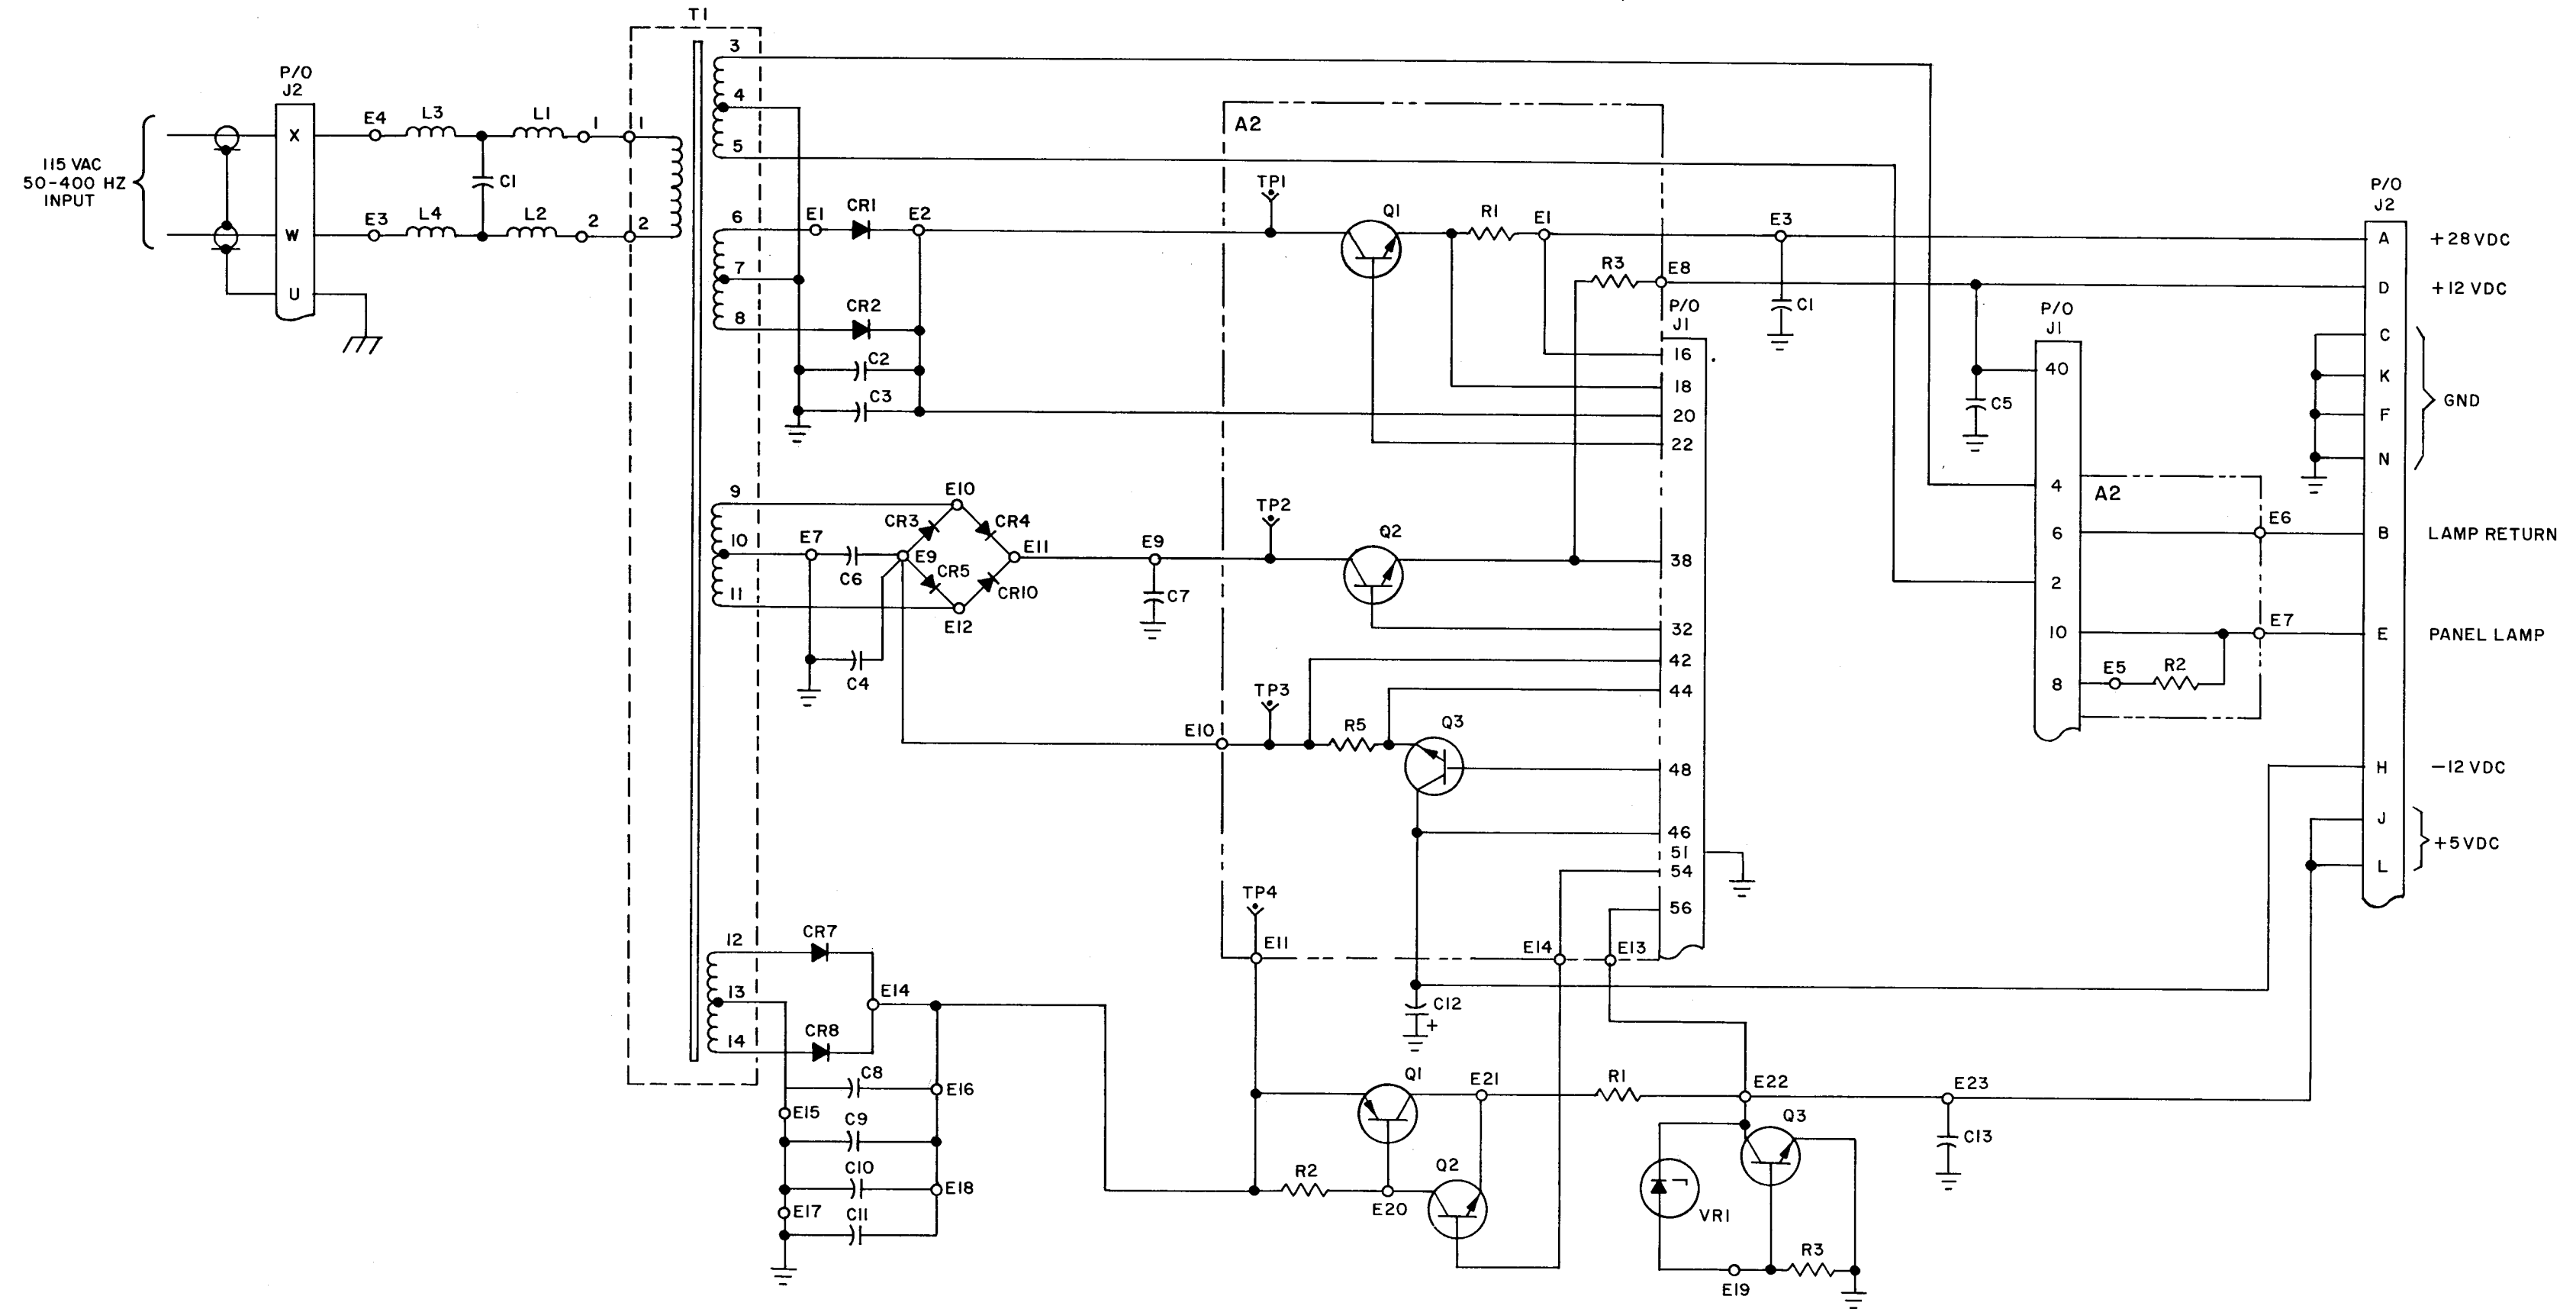 T1
P/O
J2
115 VAC
50-400 HZ
INPUT
X
W
U
E4
L3
L1
1
1
C1
E3
L4
L2
2
2
3
4
5
6
7
8
9
10
11
12
13
14
E1
CR1
E2
CR2
C2
C3
E10
CR3
CR4
E7
C6
E9
E11
CR5
CR10
E12
C4
E9
C7
CR7
E14
CR8
C8
E16
E15
C9
C10
E18
E17
C11
A2
TP1
Q1
R1
E1
R3
E8
P/O
J1
16
18
20
22
TP2
Q2
38
32
42
44
E10
TP3
R5
Q3
48
46
51
54
56
TP4
E11
E14
E13
C12
+
Q1
E21
R1
E22
E23
R2
E20
Q2
Q3
C13
VR1
E19
R3
E3
C1
C5
P/O
J1
40
4
6
2
10
8
A2
E6
E7
E5
R2
P/O
J2
A +28VDC
D +12 VDC
C
K
F
N
GND
B LAMP RETURN
E PANEL LAMP
H -12 VDC
J
L
+5VDC